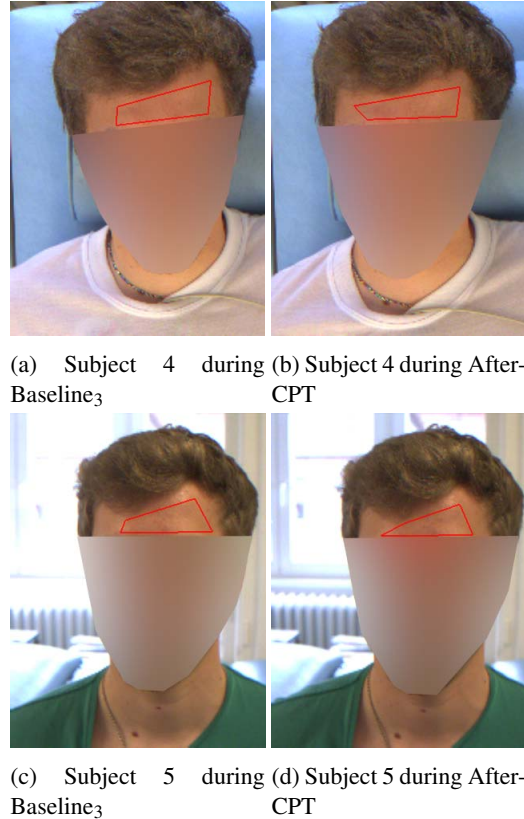 (a) Subject 4 during
Baseline3
(b) Subject 4 during After-
CPT
(c) Subject 5 during
Baseline3
(d) Subject 5 during After-
CPT